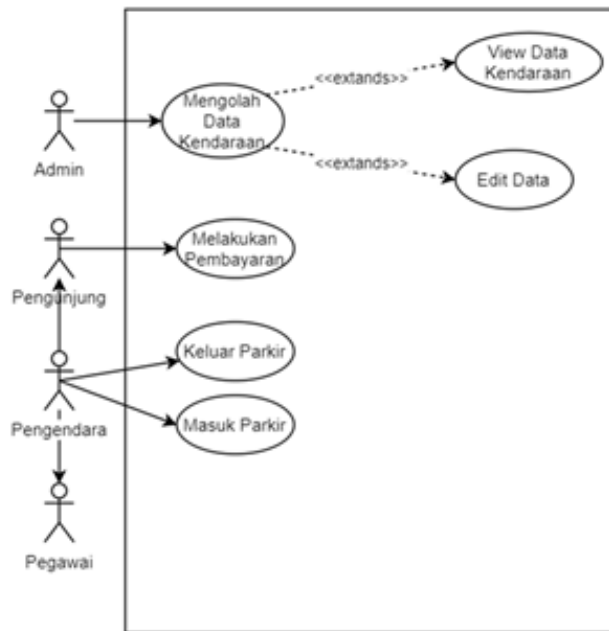 View Data
Kendaraan
<<extands>>
Mengolah
Data
Kendaraan
Admin
<<extands>>
Edit Data
Melakukan
Pembayaran
Pengunjung
Keluar Parkir
Pengendara
Masuk Parkir
Pegawai